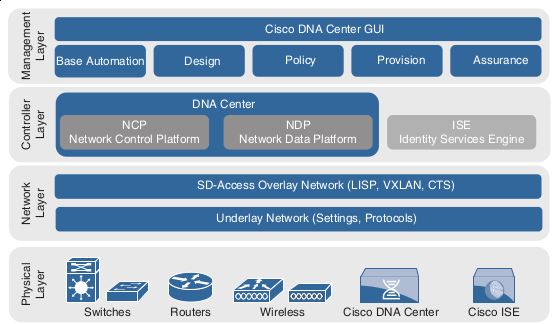 Management
Layer
Cisco DNA Center GUI
Base Automation
Design
Policy
Provision
Assurance
Controller
Layer
DNA Center
NCP
Network Control Platform
NDP
Network Data Platform
ISE
Identity Services Engine
Network
Layer
SD-Access Overlay Network (LISP, VXLAN, CTS)
Underlay Network (Settings, Protocols)
Physical
Layer
Switches
Routers
Wireless
Cisco DNA Center
Cisco ISE